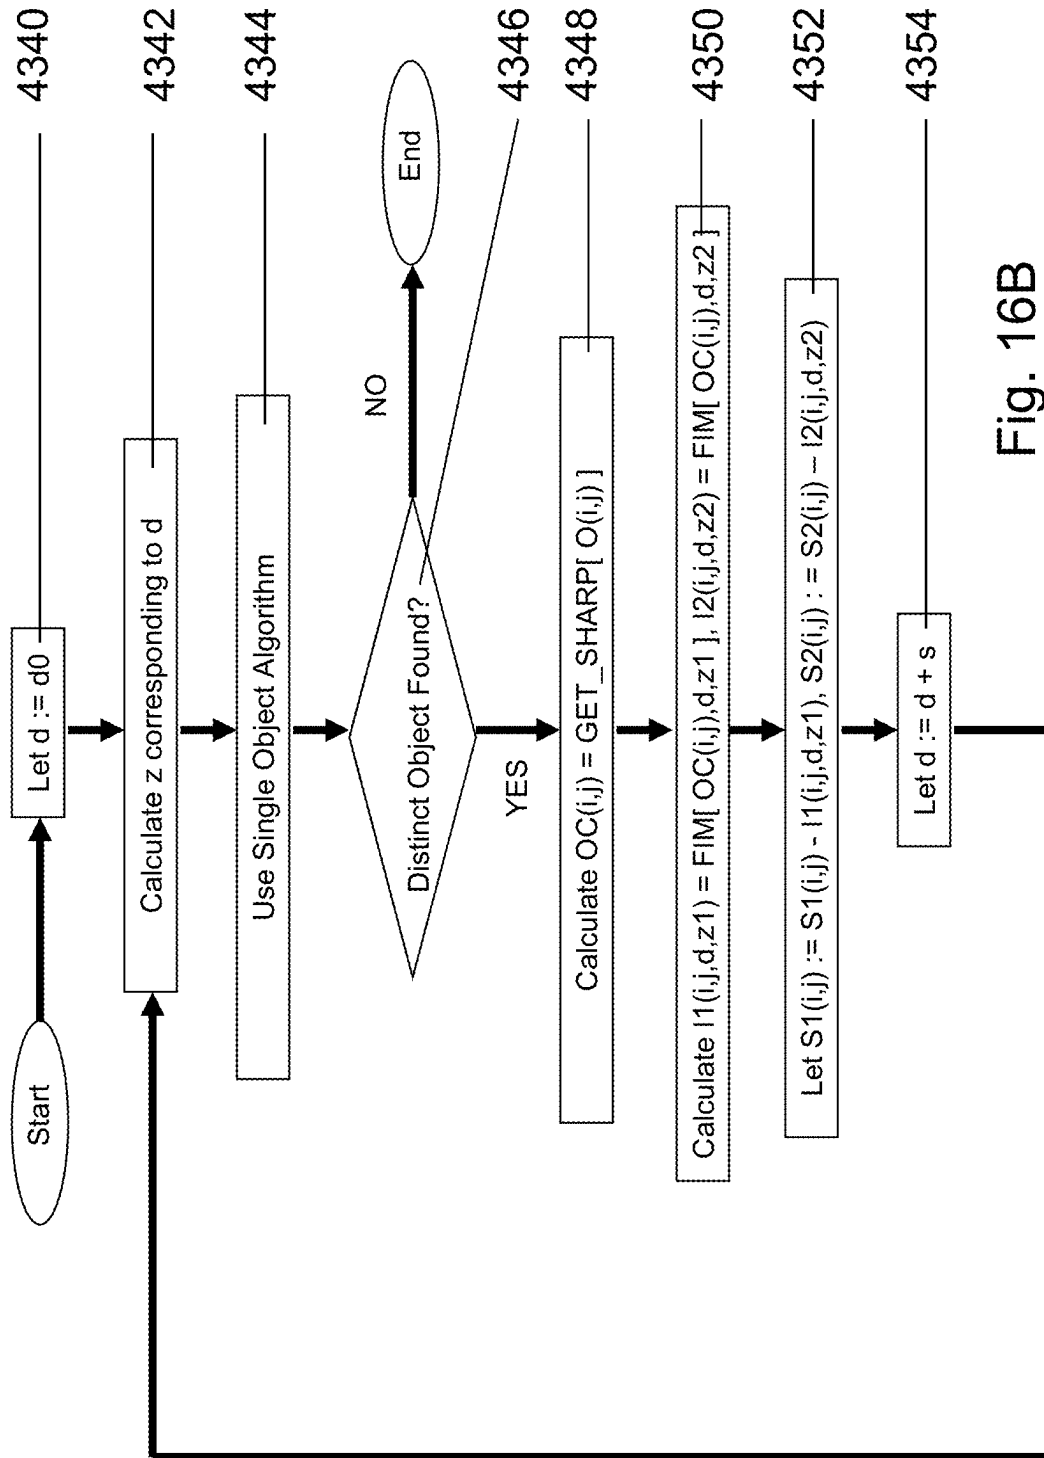 Start
Let d := d0
4340
Calculate z corresponding to d
4342
Use Single Object Algorithm
4344
Distinct Object Found?
NO
End
4346
YES
Calculate OC(i,j) = GET_SHARP[ O(i,j) ]
4348
Calculate I1(i,j,d,z1) = FIM[ OC(i,j),d,z1 ], I2(i,j,d,z2) = FIM[ OC(i,j),d,z2 ]
4350
Let S1(i,j) := S1(i,j) - I1(i,j,d,z1), S2(i,j) := S2(i,j) – I2(i,j,d,z2)
4352
Let d := d + s
4354
Fig. 16B